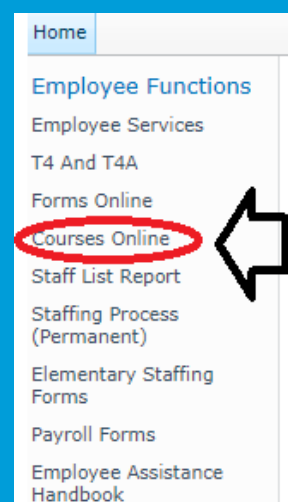 Home
Employee Functions
Employee Services
T4 And T4A
Forms Online
Courses Online
Staff List Report
Staffing Process
(Permanent)
Elementary Staffing
Forms
Payroll Forms
Employee Assistance
Handbook